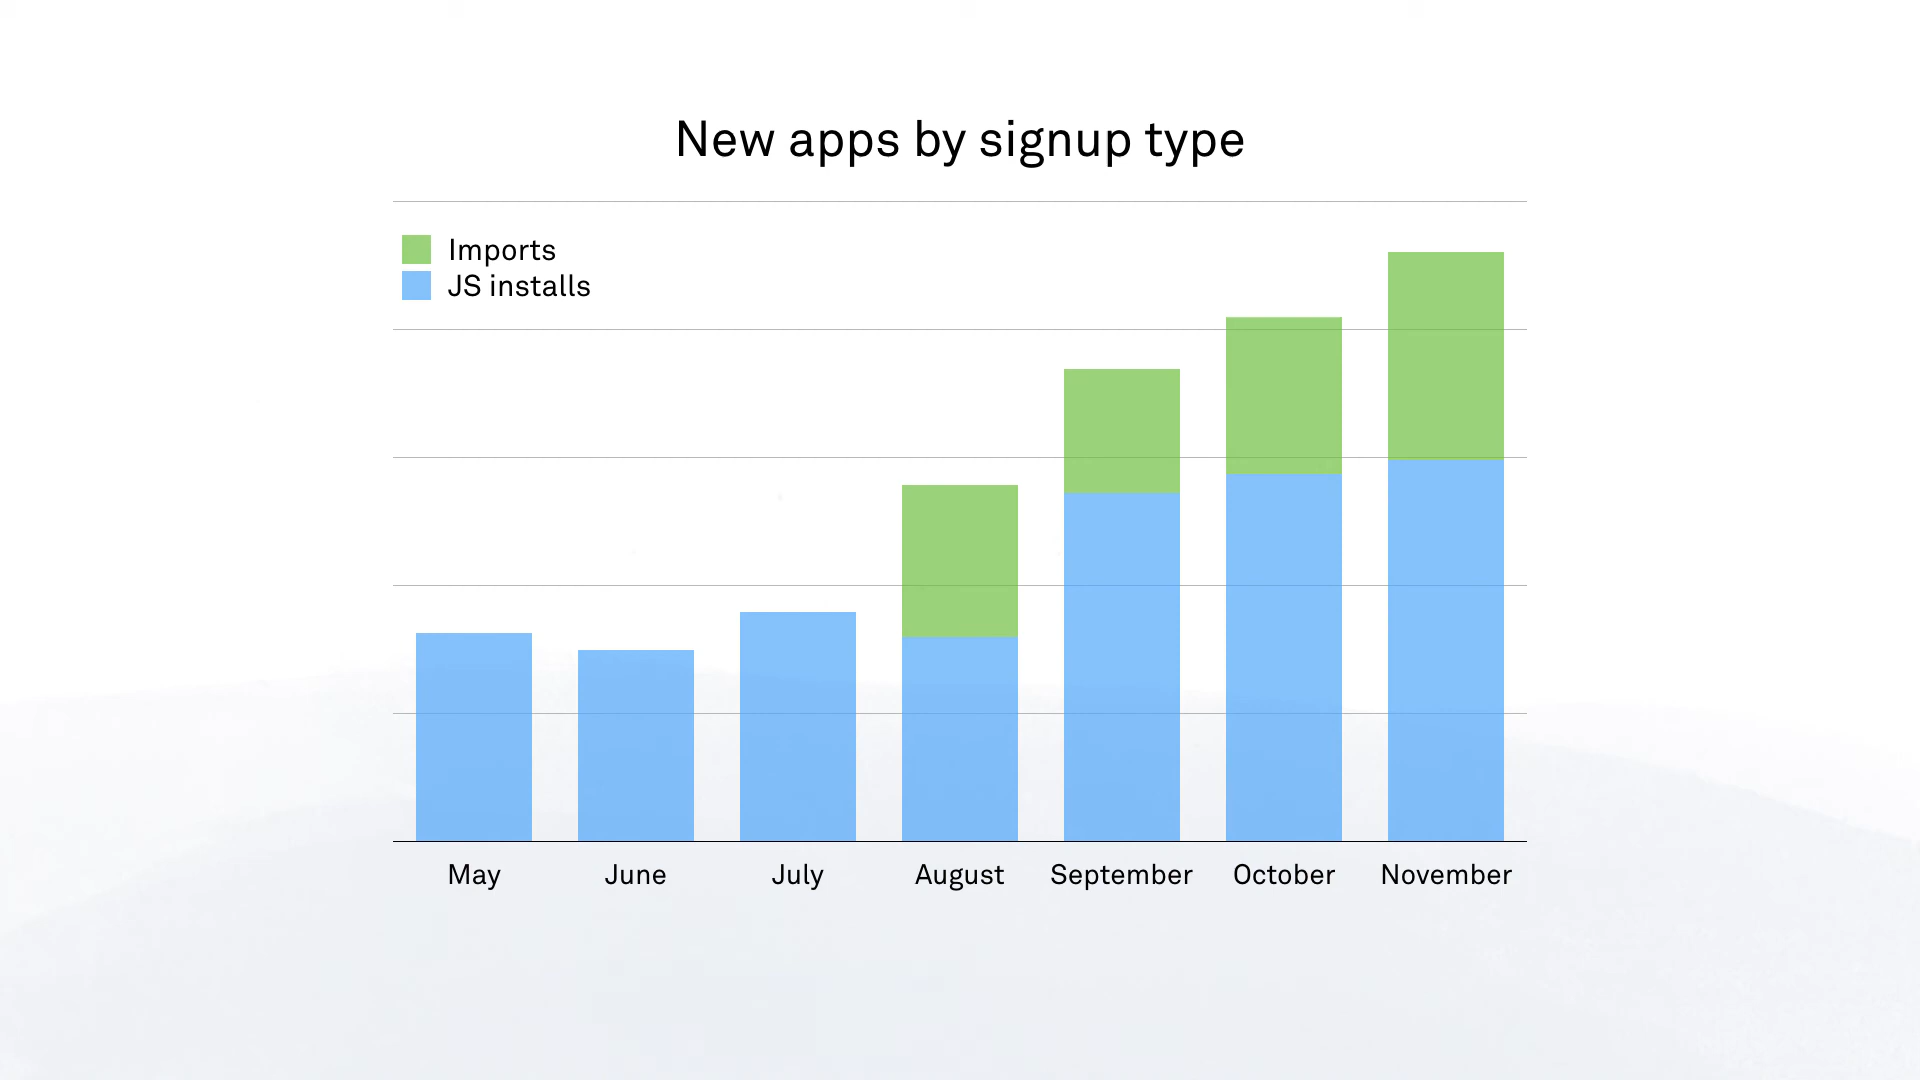 New apps by signup type
Imports
JS installs
May June July August September October November